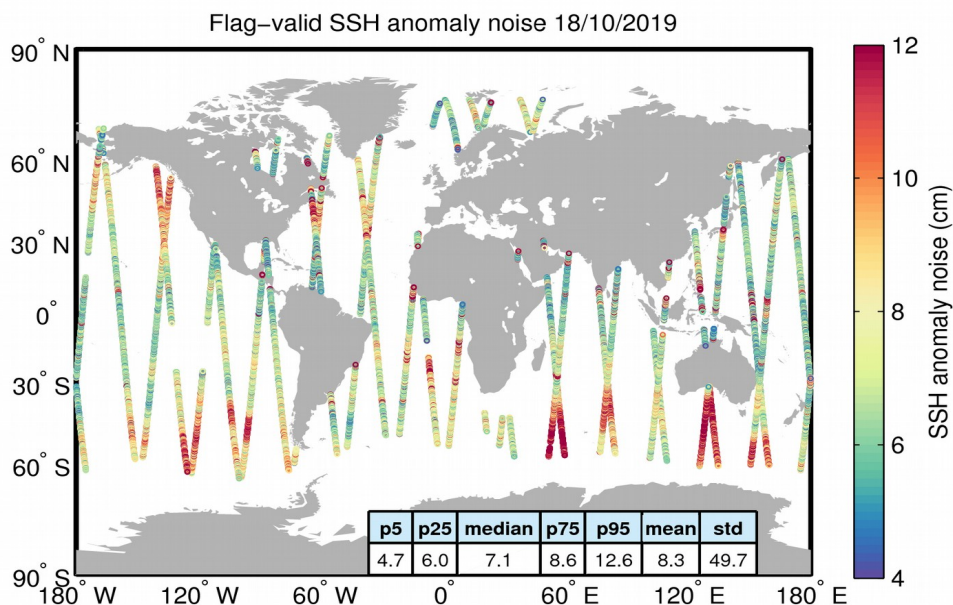 Flag−valid SSH anomaly noise 18/10/2019
90° N
60° N
30° N
0°
30° S
60° S
90° S
180° W
120° W
60° W
0°
60° E
120° E
180° E
p5 p25 median p75 p95 mean std
4.7 6.0 7.1 8.6 12.6 8.3 49.7
12
10
8
6
4
SSH anomaly noise (cm)